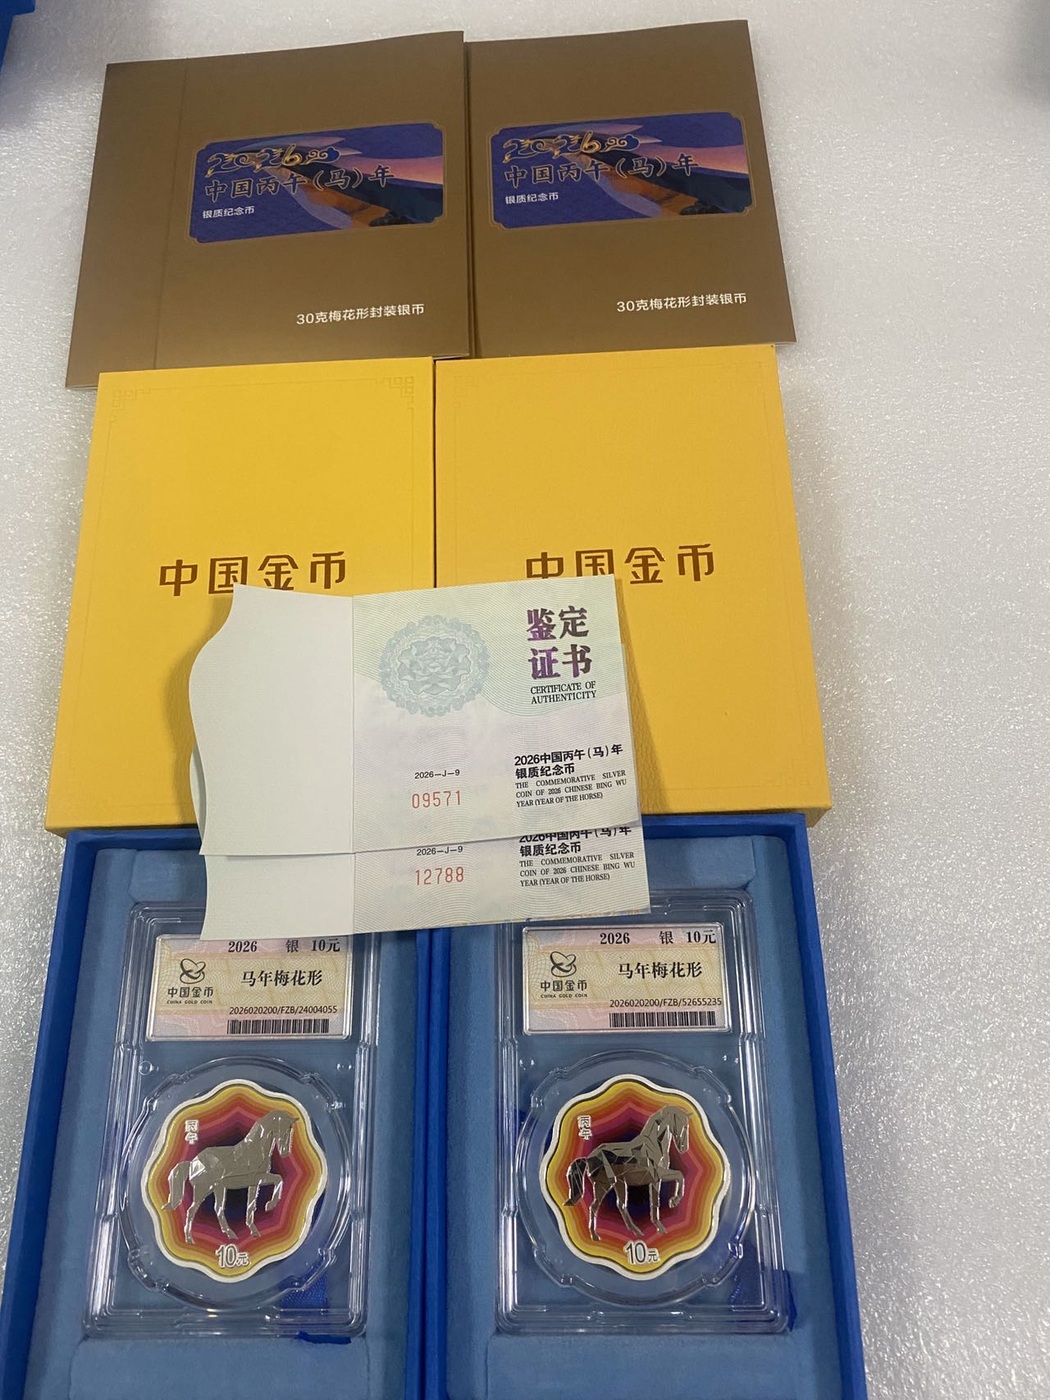 2026
中国丙午（马）年
银质纪念币
30克梅花形封装银币
2026
中国丙午（马）年
银质纪念币
30克梅花形封装银币
中国金币
中国金币
鉴定
证书
CERTIFICATE OF
AUTHENTICITY
2026中国丙午（马）年
银质纪念币
THE COMMEMORATIVE SILVER
COIN OF 2026 CHINESE BING WU
YEAR (YEAR OF THE HORSE)
2026—J—9
09571
2026中国丙午（马）年
银质纪念币
THE COMMEMORATIVE SILVER
COIN OF 2026 CHINESE BING WU
YEAR (YEAR OF THE HORSE)
2026—J—9
12788
2026 银 10元
马年梅花形
中国金币
CHINA GOLD COIN
2026020200/FZB/24004055
丙午
10元
2026 银 10元
马年梅花形
中国金币
CHINA GOLD COIN
2026020200/FZB/52655235
丙午
10元